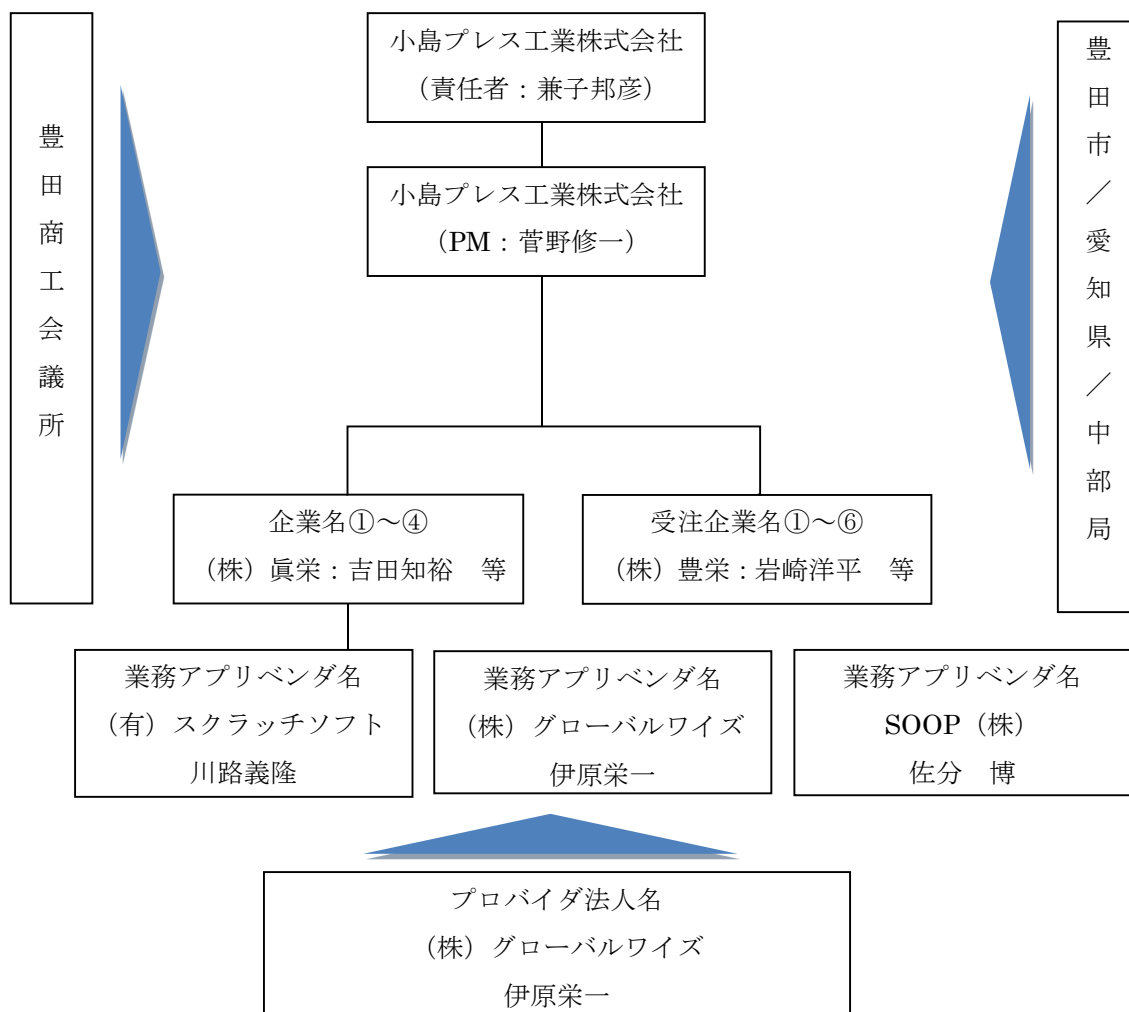 豊田商工会議所
小島プレス工業株式会社
（責任者：兼子邦彦）
小島プレス工業株式会社
（PM：菅野修一）
豊田市／愛知県／中部局
企業名①～④
（株）眞栄：吉田知裕　等
受注企業名①～⑥
（株）豊栄：岩崎洋平　等
業務アプリベンダ名
（有）スクラッチソフト
川路義隆
業務アプリベンダ名
（株）グローバルワイズ
伊原栄一
業務アプリベンダ名
SOOP（株）
佐分　博
プロバイダ法人名
（株）グローバルワイズ
伊原栄一